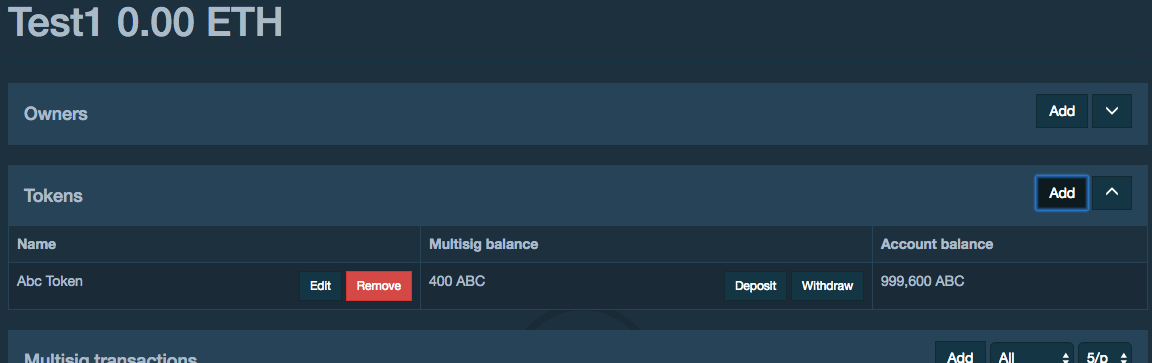 Test1 0.00 ETH
Owners Add
Tokens Add
Name Multisig balance Account balance
Abc Token Edit Remove 400 ABC Deposit Withdraw 999,600 ABC
Multisig transactions Add All 5/p